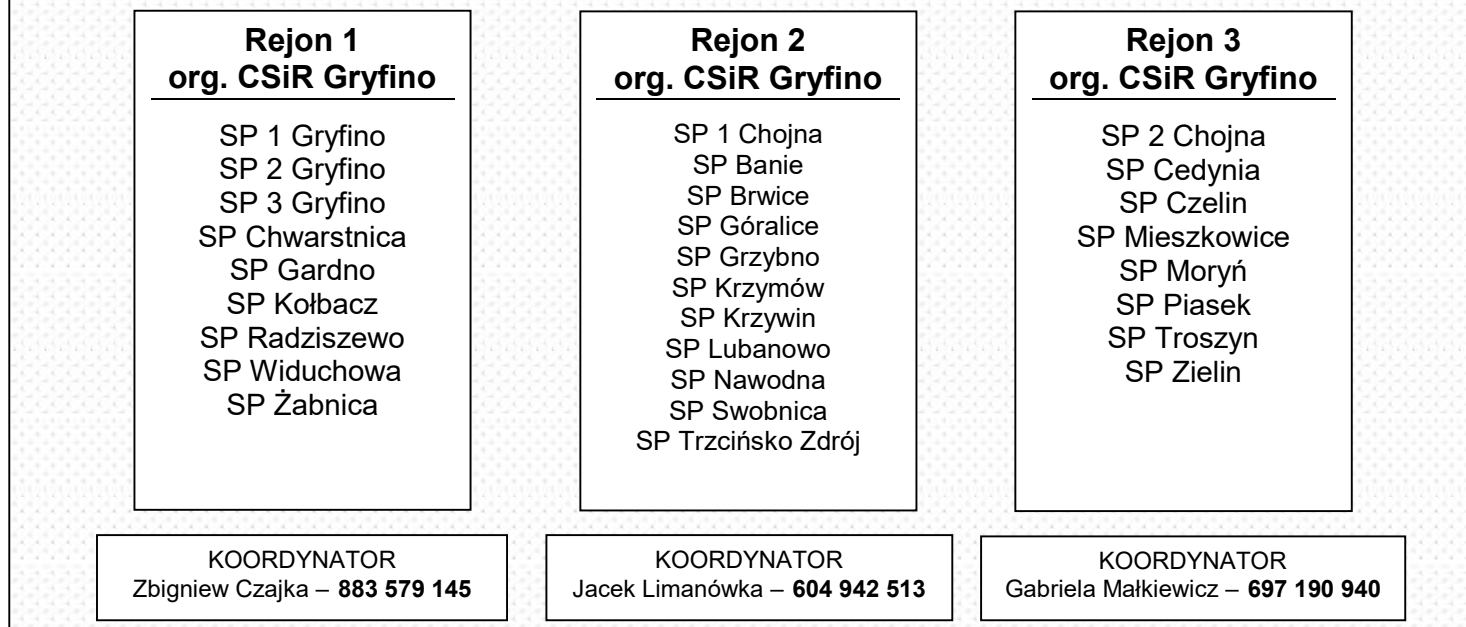 Rejon 1
org. CSiR Gryfino
SP 1 Gryfino
SP 2 Gryfino
SP 3 Gryfino
SP Chwarstnica
SP Gardno
SP Kołbacz
SP Radziszewo
SP Widuchowa
SP Żabnica
KOORDYNATOR
Zbigniew Czajka – 883 579 145
Rejon 2
org. CSiR Gryfino
SP 1 Chojna
SP Banie
SP Brwice
SP Góralice
SP Grzybno
SP Krzymów
SP Krzywin
SP Lubanowo
SP Nawodna
SP Swobnica
SP Trzcińsko Zdrój
KOORDYNATOR
Jacek Limanówka – 604 942 513
Rejon 3
org. CSiR Gryfino
SP 2 Chojna
SP Cedynia
SP Czelin
SP Mieszkowice
SP Moryń
SP Piasek
SP Troszyn
SP Zielin
KOORDYNATOR
Gabriela Małkiewicz – 697 190 940